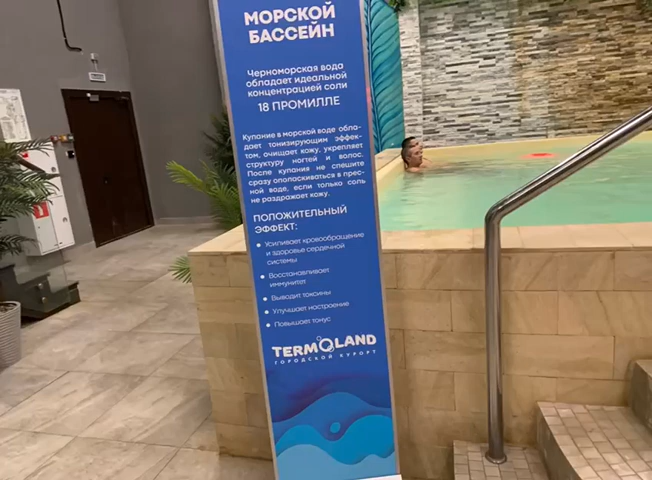 МОРСКОЙ
БАССЕЙН
Черноморская вода
обладает идеальной
концентрацией соли
18 ПРОМИЛЛЕ
Купание в морской воде обла-
дает тонизирующим эффек-
том, очищает кожу, укрепляет
структуру ногтей и волос.
После купания не спешите
сразу ополаскиваться в прес-
ной воде, если только соль
не раздражает кожу.
ПОЛОЖИТЕЛЬНЫЙ
ЭФФЕКТ:
• Усиливает кровообращение
и здоровье сердечной
системы
• Восстанавливает
иммунитет
• Выводит токсины
• Улучшает настроение
• Повышает тонус
TERMOLAND
ГОРОДСКОЙ КУРОРТ